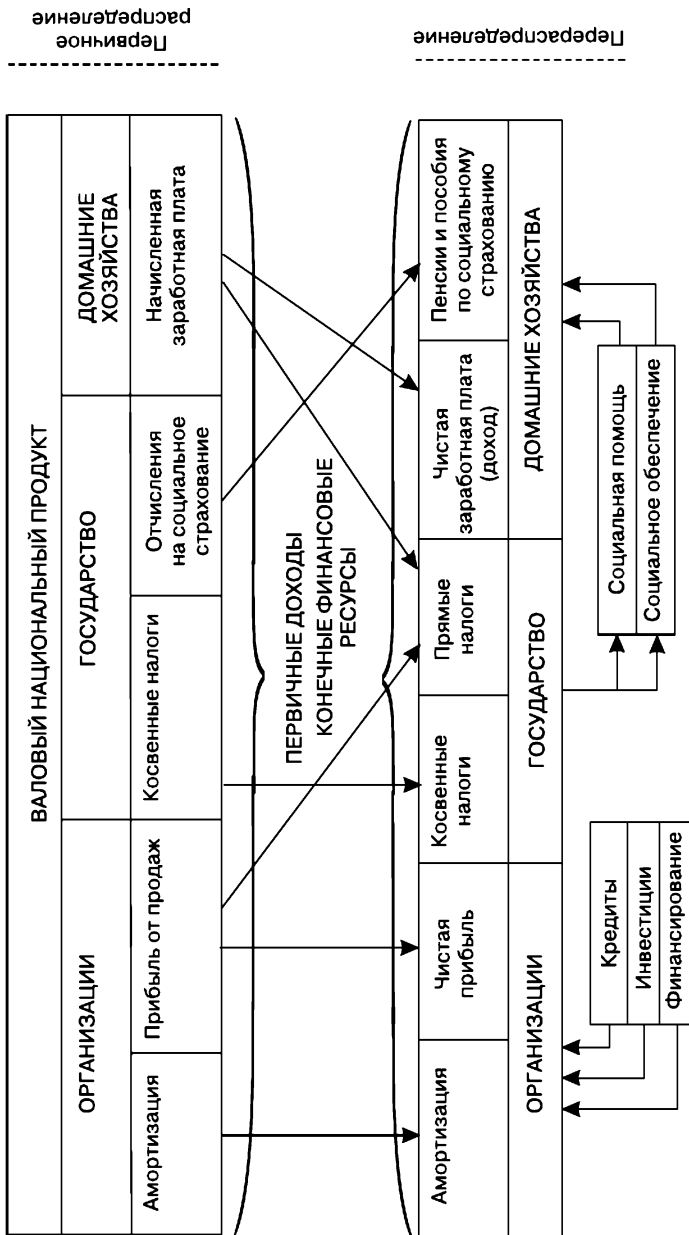 Первичное
распределение
ВАЛОВЫЙ НАЦИОНАЛЬНЫЙ ПРОДУКТ
ОРГАНИЗАЦИИ
ГОСУДАРСТВО
ДОМАШНИЕ
ХОЗЯЙСТВА
Амортизация
Прибыль от продаж
Косвенные налоги
Отчисления
на социальное
страхование
Начисленная
заработная плата
ПЕРВИЧНЫЕ ДОХОДЫ
КОНЕЧНЫЕ ФИНАНСОВЫЕ
РЕСУРСЫ
Перераспределение
Амортизация
Чистая
прибыль
Косвенные
налоги
Прямые
налоги
Чистая
заработная плата
(доход)
Пенсии и пособия
по социальному
страхованию
ОРГАНИЗАЦИИ
ГОСУДАРСТВО
ДОМАШНИЕ ХОЗЯЙСТВА
Кредиты
Инвестиции
Финансирование
Социальная помощь
Социальное обеспечение